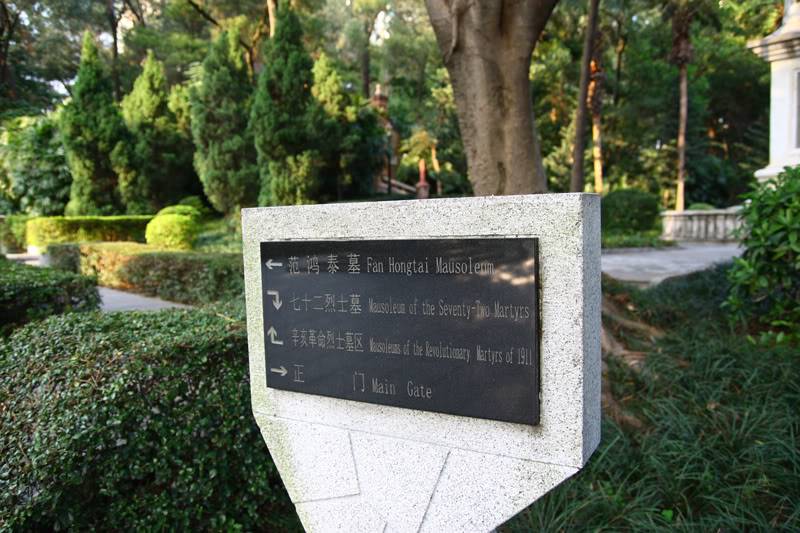 ← 范鸿泰墓 Fan Hongtai Mausoleum
↴ 七十二烈士墓 Mausoleum of the Seventy-Two Martyrs
↰ 辛亥革命烈士墓区 Mausoleums of the Revolutionary Martyrs of 1911
→ 正 门 Main Gate